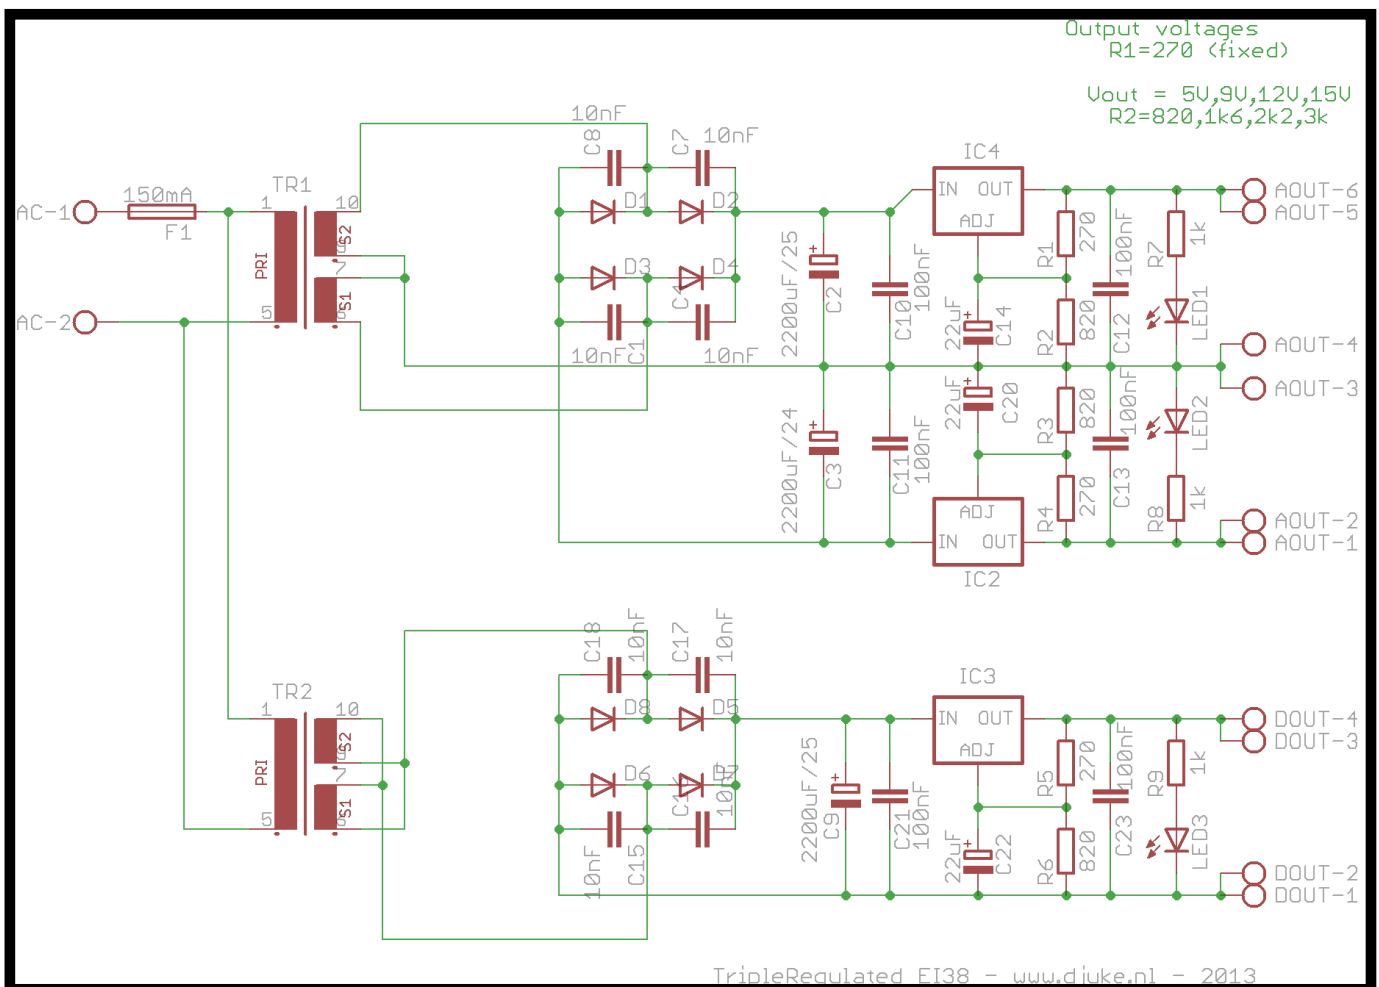 Output voltages
R1=270 (fixed)
Vout = 5V,9V,12V,15V
R2=820,1k6,2k2,3k
10nF
C8
C7
10nF
IC4
TR1
150mA
AC-1
F1
1
10
S2
PRI
7
S1
5
AC-2
D1
D2
D3
D4
C1
10nF
10nF
2200uF/25
C2
C10
100nF
IN
OUT
ADJ
22uF
C14
R1
270
R2
820
100nF
C12
R7
1k
LED1
AOUT-6
AOUT-5
AOUT-4
AOUT-3
2200uF/24
C3
C11
100nF
22uF
C20
R3
820
R4
270
100nF
C13
LED2
R8
1k
ADJ
IN
OUT
IC2
AOUT-2
AOUT-1
C18
10nF
C17
10nF
IC3
TR2
1
10
S2
PRI
7
S1
5
D8
D5
D6
10nF
C15
2200uF/25
C9
C21
100nF
IN
OUT
ADJ
22uF
C22
R5
270
R6
820
100nF
C23
R9
1k
LED3
DOUT-4
DOUT-3
DOUT-2
DOUT-1
TripleRegulated EI38 - www.djuke.nl - 2013